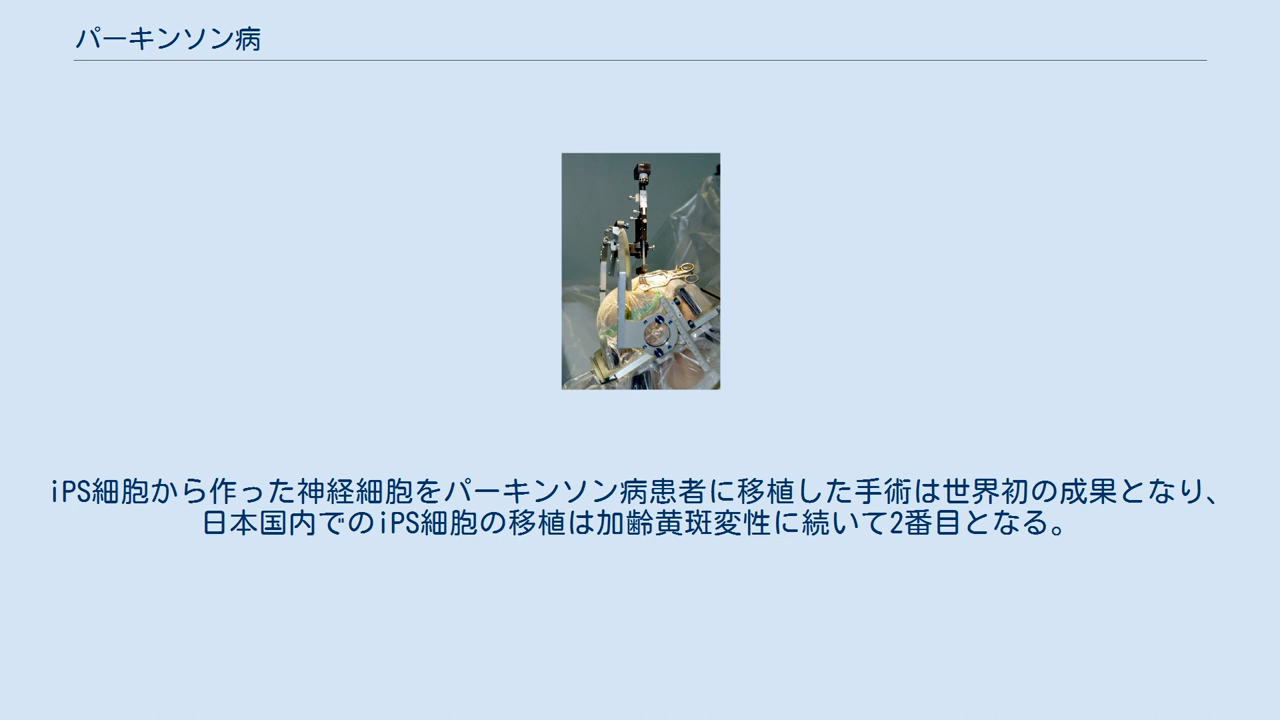 パーキンソン病
iPS細胞から作った神経細胞をパーキンソン病患者に移植した手術は世界初の成果となり、
日本国内でのiPS細胞の移植は加齢黄斑変性に続いて2番目となる。